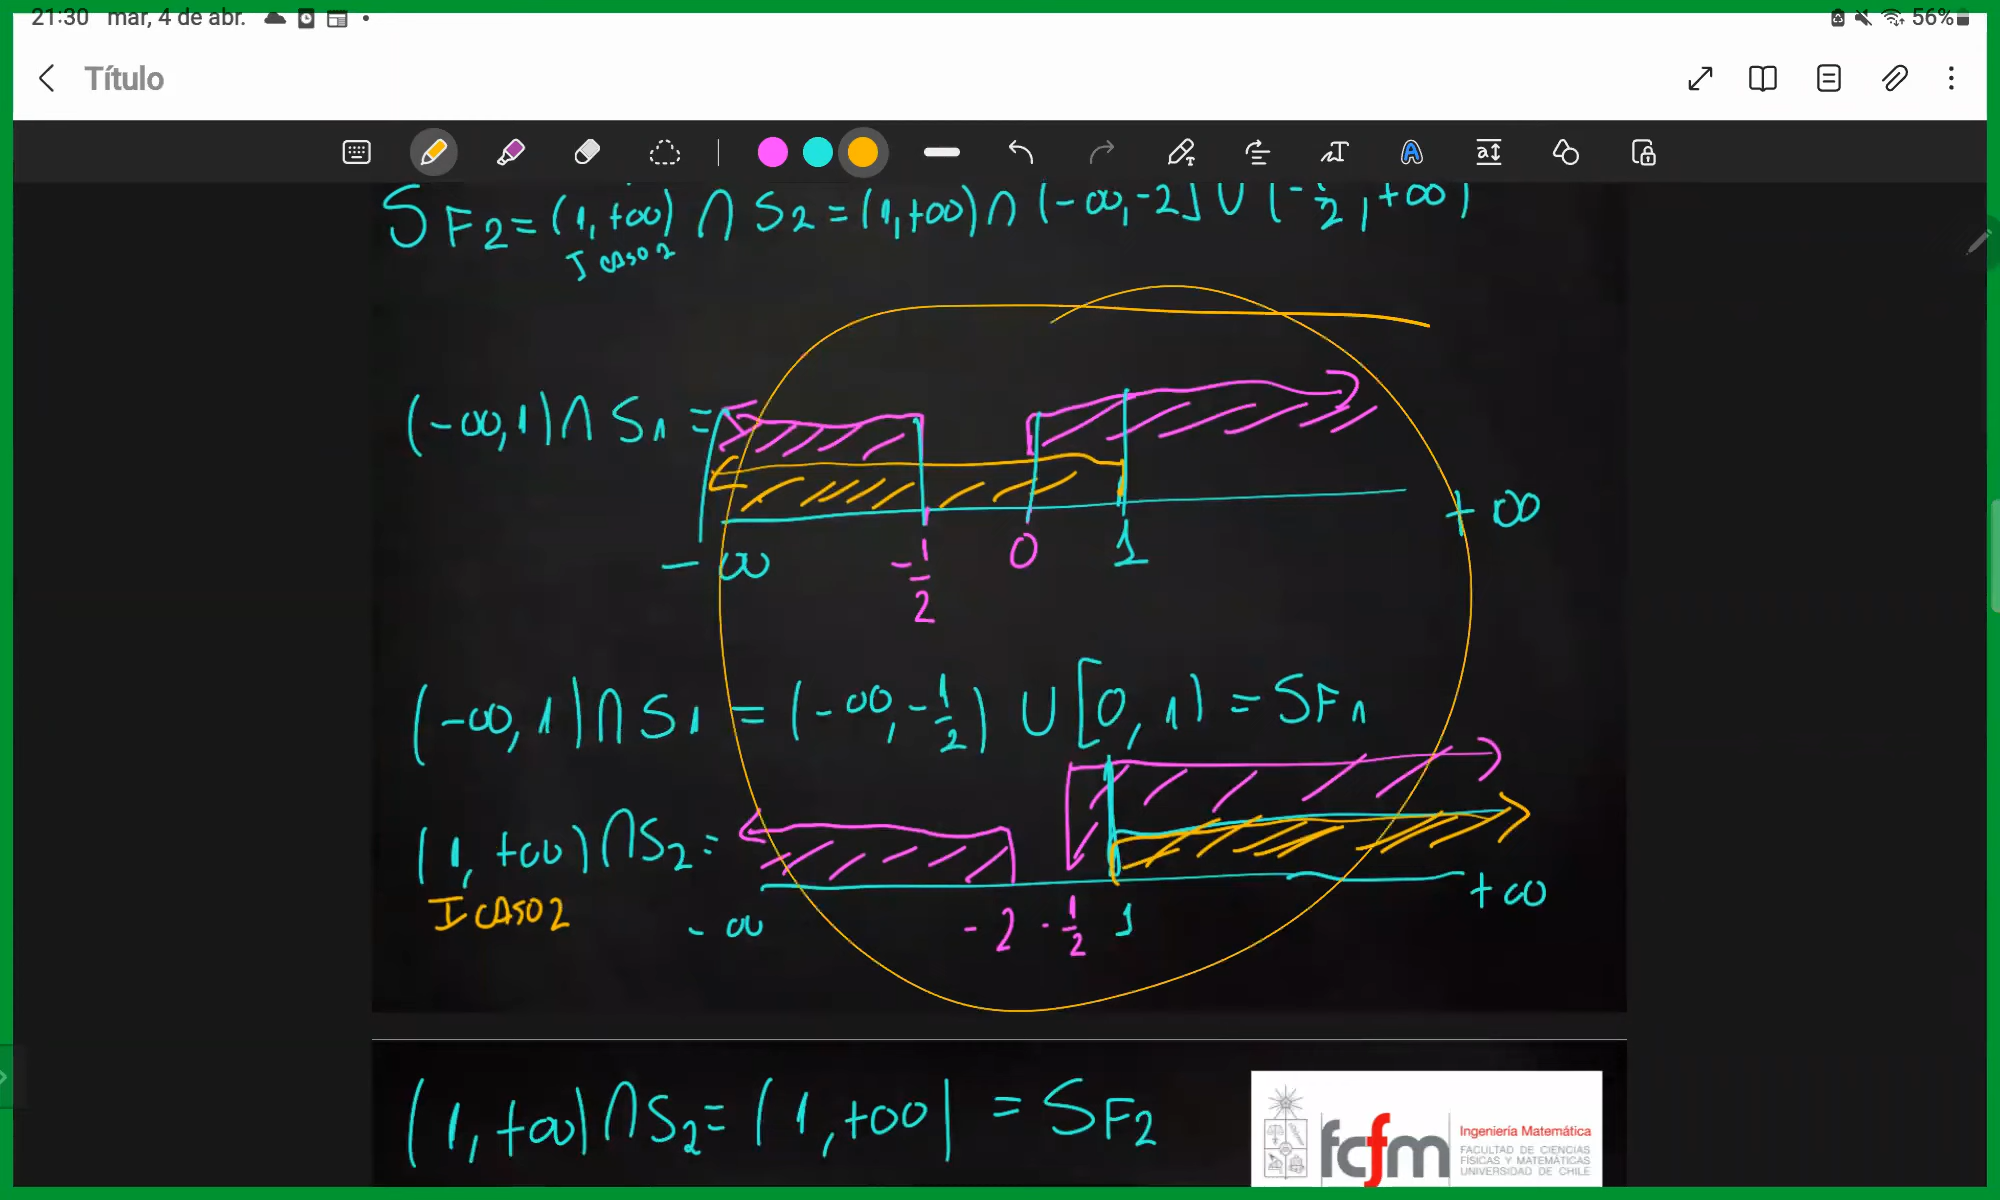 21:30 mar, 4 de abr. 56%
Título
SF2 = (1, +∞) ∩ S2 = (1, +∞) ∩ (-∞, -2] ∪ (-1/2, +∞)
I CASO 2
(-∞, 1) ∩ S1 =
-∞ -1/2 0 1 +∞
(-∞, 1) ∩ S1 = (-∞, -1/2) ∪ [0, 1) = SF1
(1, +∞) ∩ S2 =
I CASO 2
-∞ -2 -1/2 1 +∞
(1, +∞) ∩ S2 = (1, +∞) = SF2
fcfm
Ingeniería Matemática
FACULTAD DE CIENCIAS
FÍSICAS Y MATEMÁTICAS
UNIVERSIDAD DE CHILE